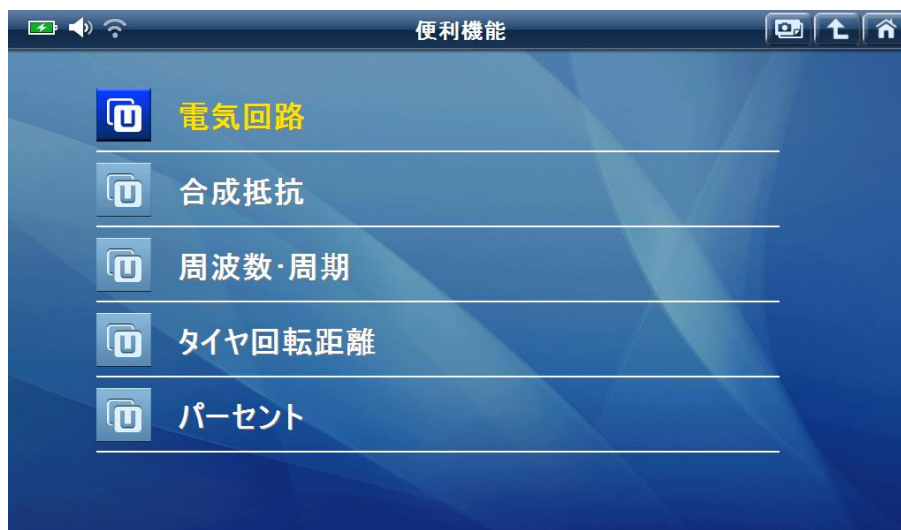 便利機能
電気回路
合成抵抗
周波数･周期
タイヤ回転距離
パーセント